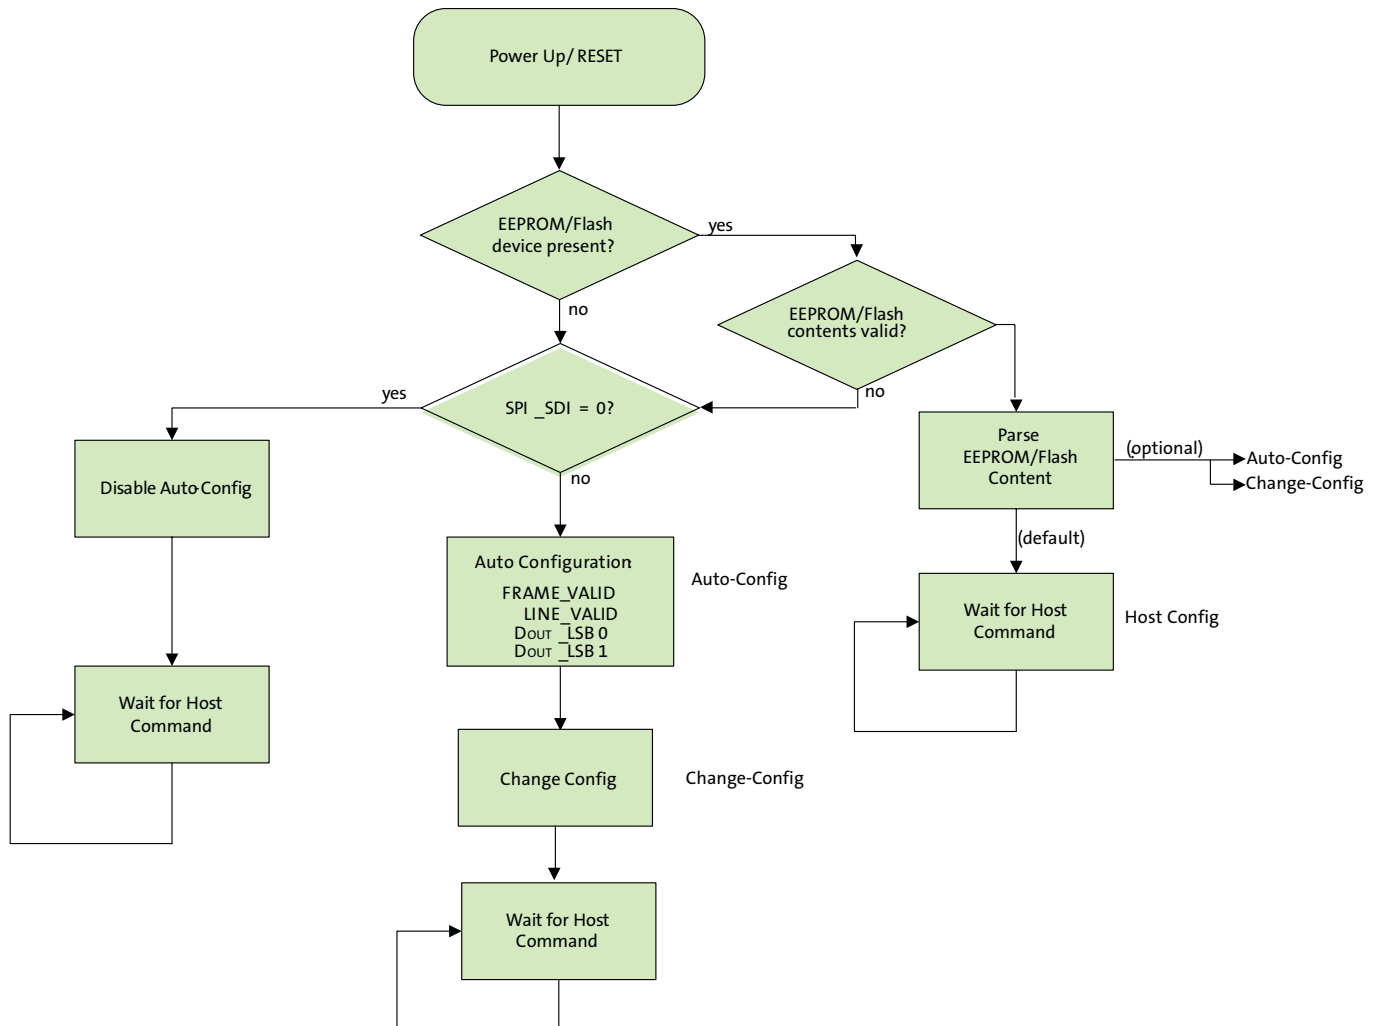 Power Up/ RESET
EEPROM/Flash
device present?
yes
no
EEPROM/Flash
contents valid?
no
yes
SPI _SDI = 0?
no
Parse
EEPROM/Flash
Content
(optional)
Auto-Config
Change-Config
(default)
Disable Auto-Config
Auto Configuration:
FRAME_VALID
LINE_VALID
DOUT _LSB 0
DOUT _LSB 1
Auto-Config
Wait for Host
Command
Host Config
Wait for Host
Command
Change Config
Change-Config
Wait for Host
Command